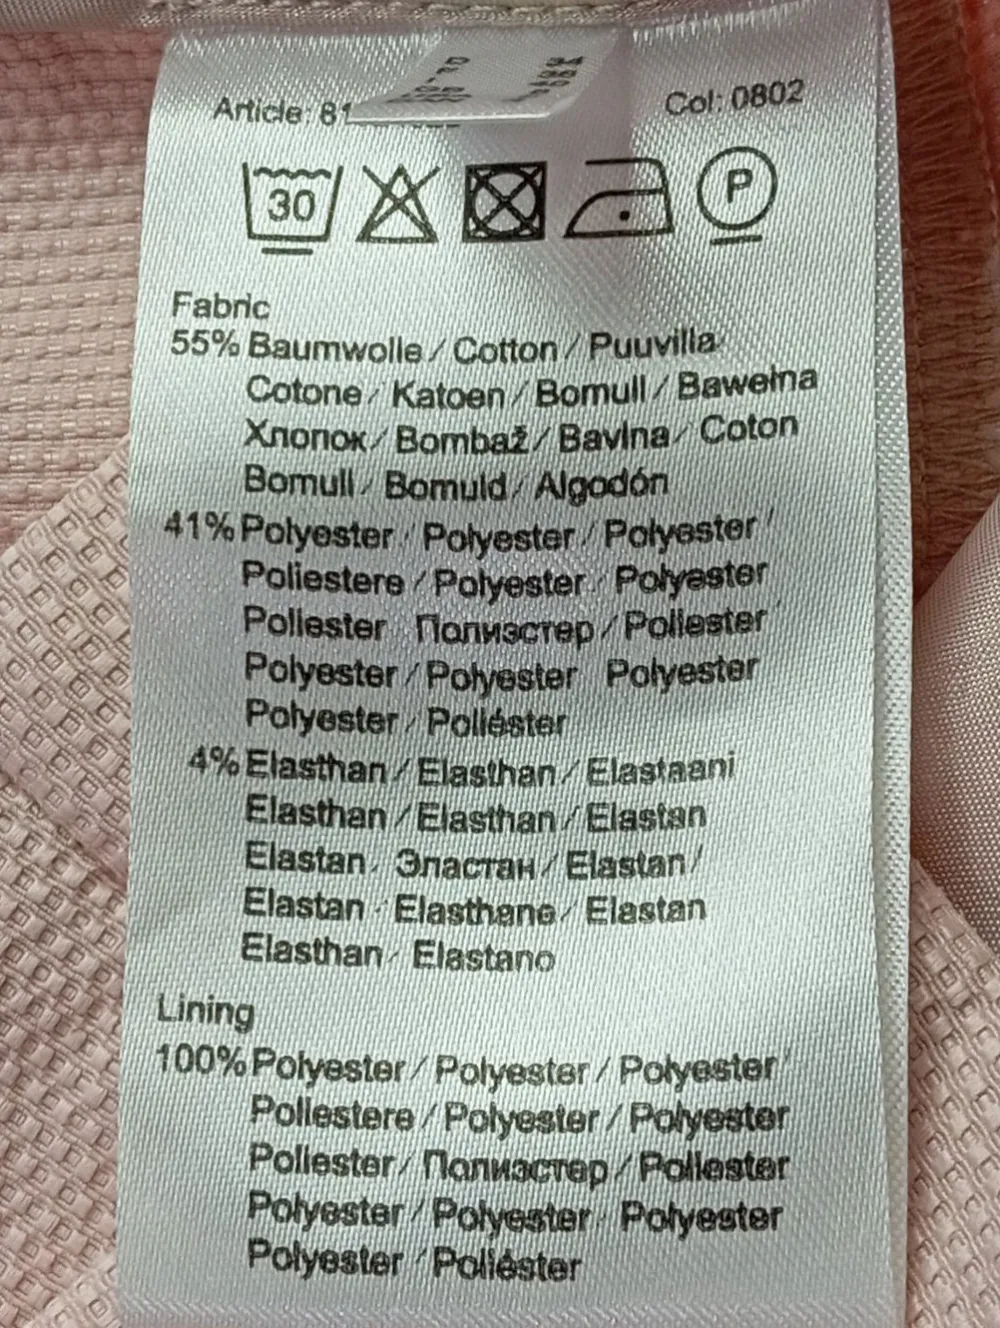 Article: 81
Col: 0802
30
P
Fabric
55% Baumwolle / Cotton / Puuvilla
Cotone / Katoen / Bomull / Bawełna
Хлопок / Bombaž / Bavlna / Coton
Bomull / Bomuld / Algodón
41% Polyester / Polyester / Polyester /
Poliestere / Polyester / Polyester
Poliester Полиэстер / Poliester /
Polyester / Polyester Polyester
Polyester / Poliéster
4% Elasthan / Elasthan / Elastaani
Elasthan / Elasthan / Elastan
Elastan / Эластан / Elastan /
Elastan / Elasthane / Elastan
Elasthan / Elastano
Lining
100% Polyester / Polyester / Polyester /
Poliestere / Polyester / Polyester
Poliester / Полиэстер / Poliester
Polyester / Polyester / Polyester
Polyester / Poliéster